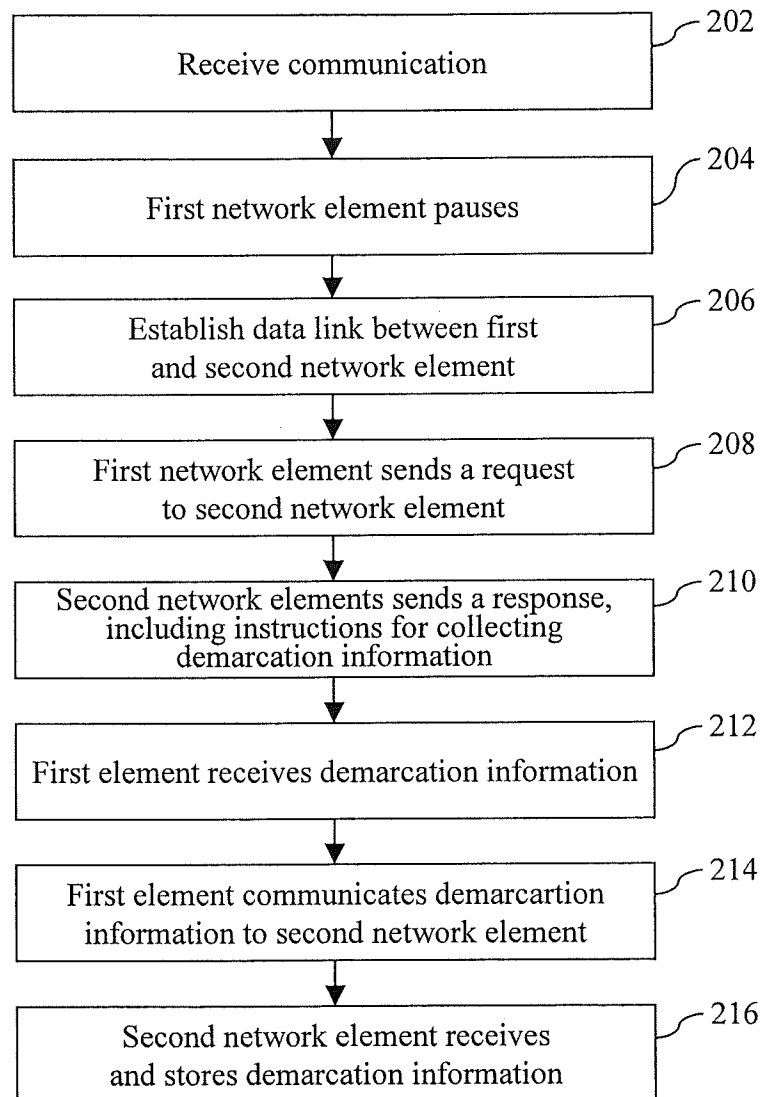 202
Receive communication
204
First network element pauses
206
Establish data link between first
and second network element
208
First network element sends a request
to second network element
210
Second network elements sends a response,
including instructions for collecting
demarcation information
212
First element receives demarcation information
214
First element communicates demarcartion
information to second network element
216
Second network element receives
and stores demarcation information